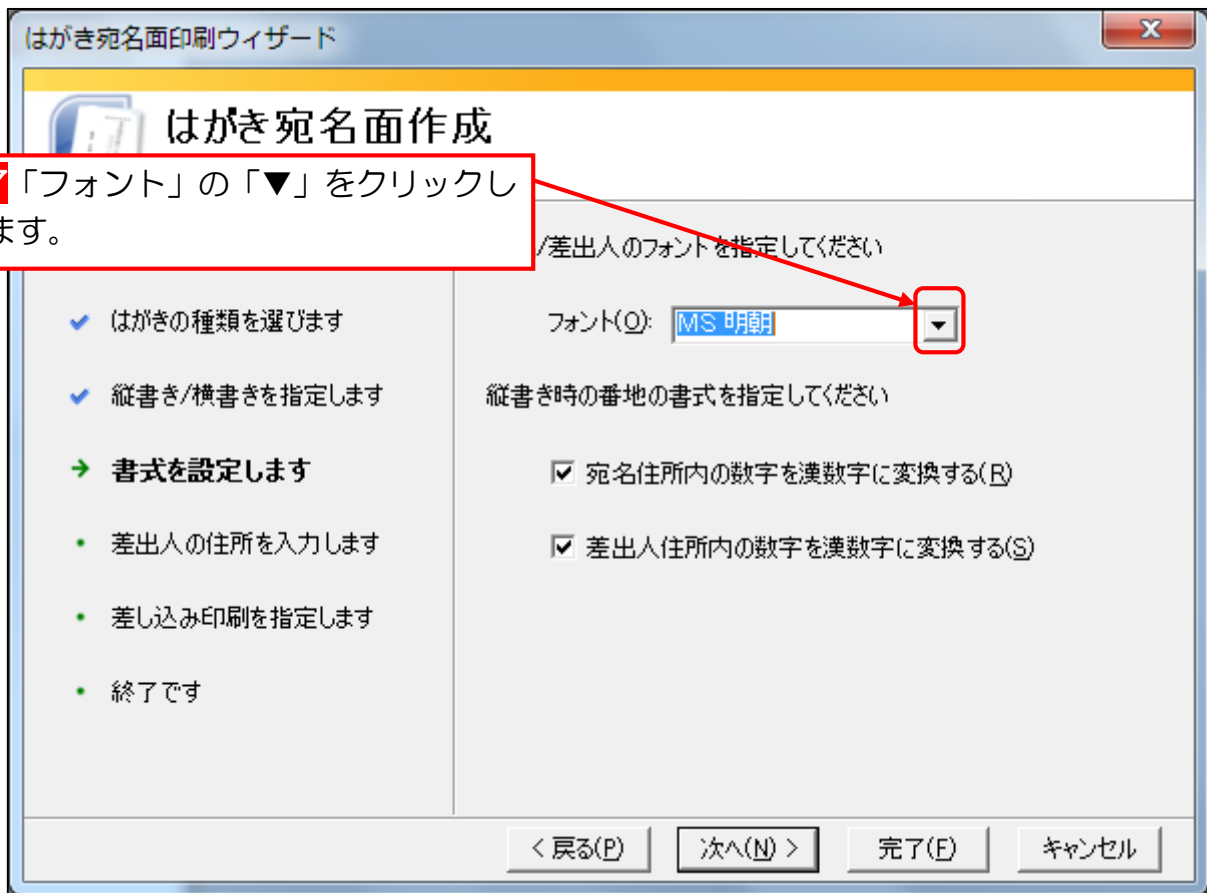 はがき宛名面印刷ウィザード
はがき宛名面作成
「フォント」の「▼」をクリックし
ます。
/差出人のフォントを指定してください
はがきの種類を選びます
フォント(O): MS 明朝
縦書き/横書きを指定します
縦書き時の番地の書式を指定してください
書式を設定します
宛名住所内の数字を漢数字に変換する(R)
差出人の住所を入力します
差出人住所内の数字を漢数字に変換する(S)
差し込み印刷を指定します
終了です
< 戻る(P)
次へ(N) >
完了(F)
キャンセル